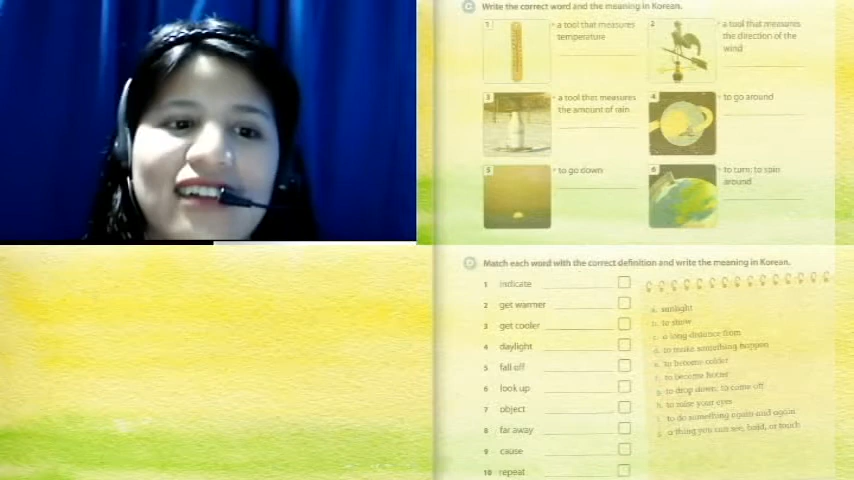 C Write the correct word and the meaning in Korean.
1 a tool that measures
temperature
2 a tool that measures
the direction of the
wind
3 a tool that measures
the amount of rain
4 to go around
5 to go down
6 to turn; to spin
around
D Match each word with the correct definition and write the meaning in Korean.
1 indicate
2 get warmer
3 get cooler
4 daylight
5 fall off
6 look up
7 object
8 far away
9 cause
10 repeat
a. sunlight
b. to show
c. a long distance from
d. to make something happen
e. to become colder
f. to become hotter
g. to drop down; to come off
h. to raise your eyes
i. to do something again and again
j. a thing you can see, hold, or touch